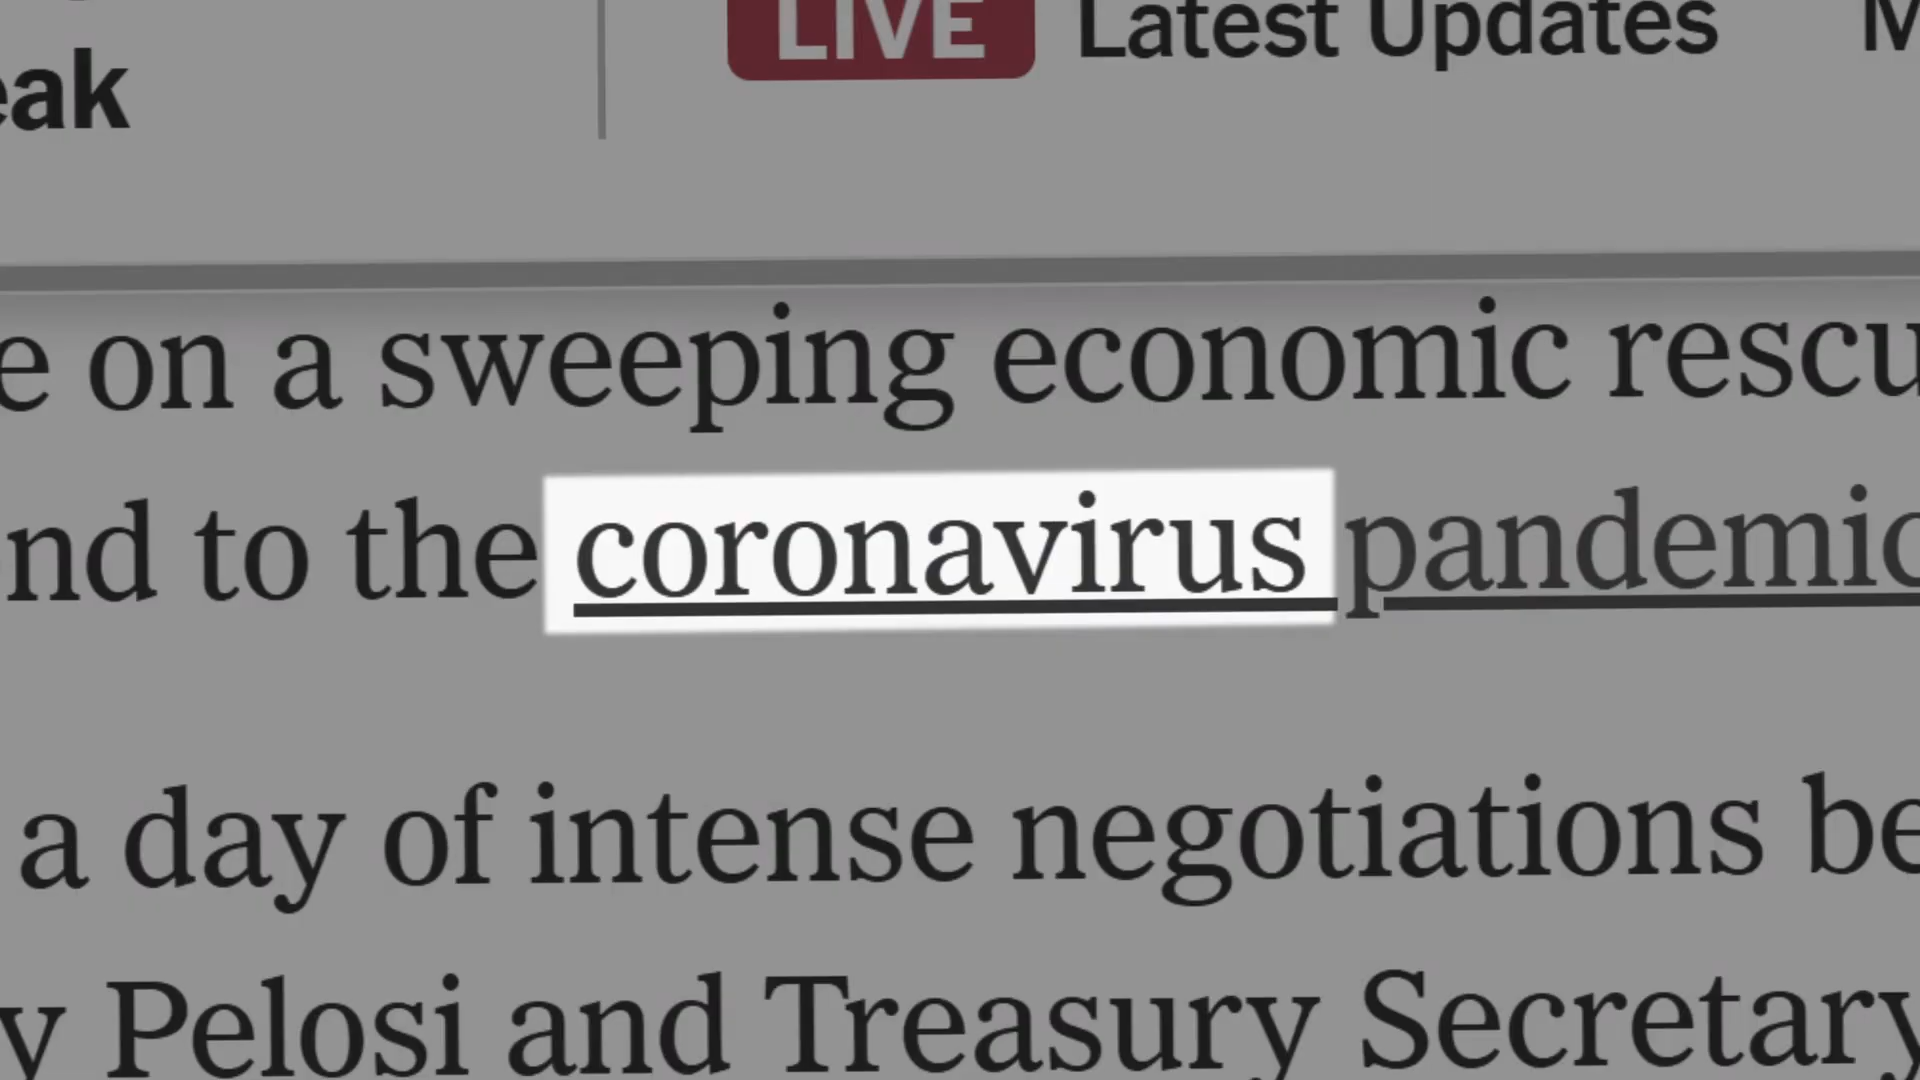 eak
LIVE Latest Updates M
e on a sweeping economic rescu
nd to the coronavirus pandemic
a day of intense negotiations be
y Pelosi and Treasury Secretary